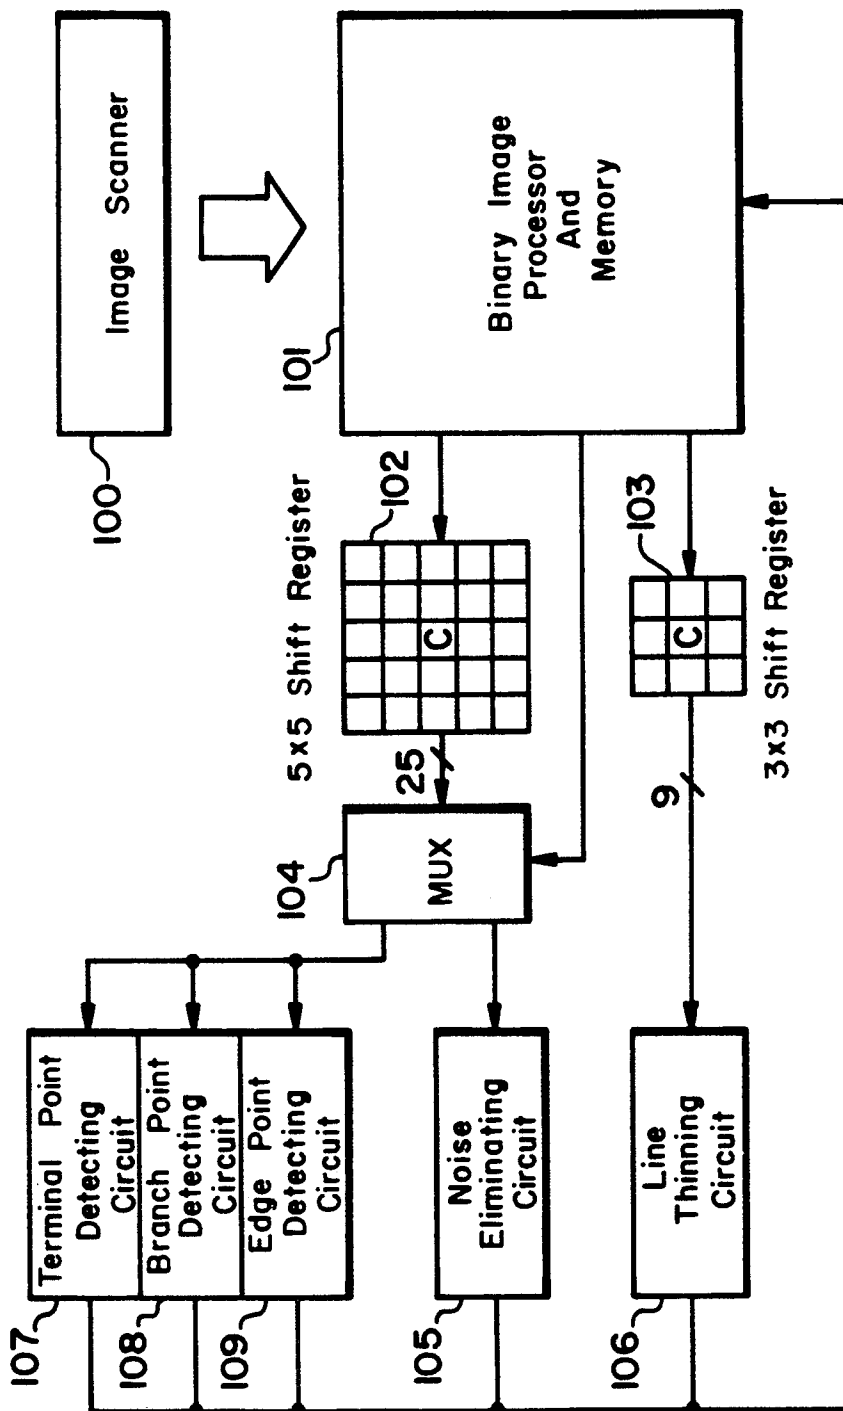 Image Scanner
100
101
Binary Image
Processor
And
Memory
5x5 Shift Register
102
C
25
104
MUX
103
C
3x3 Shift Register
9
107
Terminal Point
Detecting
Circuit
108
Branch Point
Detecting
Circuit
109
Edge Point
Detecting
Circuit
105
Noise
Eliminating
Circuit
106
Line
Thinning
Circuit